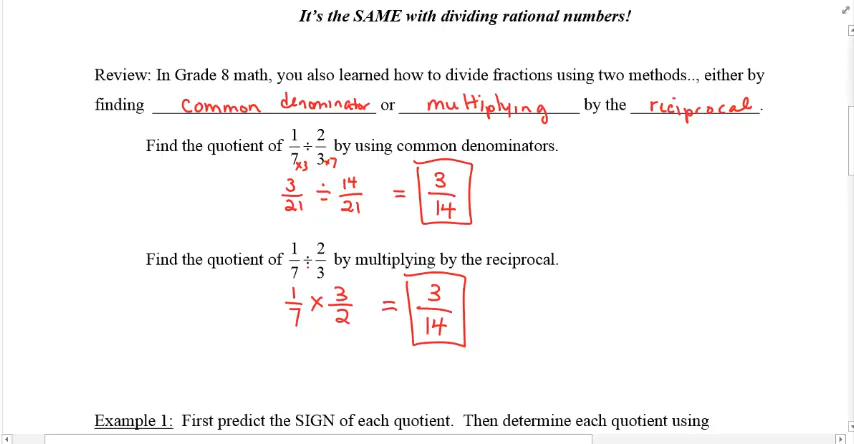 It's the SAME with dividing rational numbers!
Review: In Grade 8 math, you also learned how to divide fractions using two methods.., either by
finding common denominator or multiplying by the reciprocal.
Find the quotient of 1/7 ÷ 2/3 by using common denominators.
x3 x7
3/21 ÷ 14/21 = 3/14
Find the quotient of 1/7 ÷ 2/3 by multiplying by the reciprocal.
1/7 x 3/2 = 3/14
Example 1: First predict the SIGN of each quotient. Then determine each quotient using